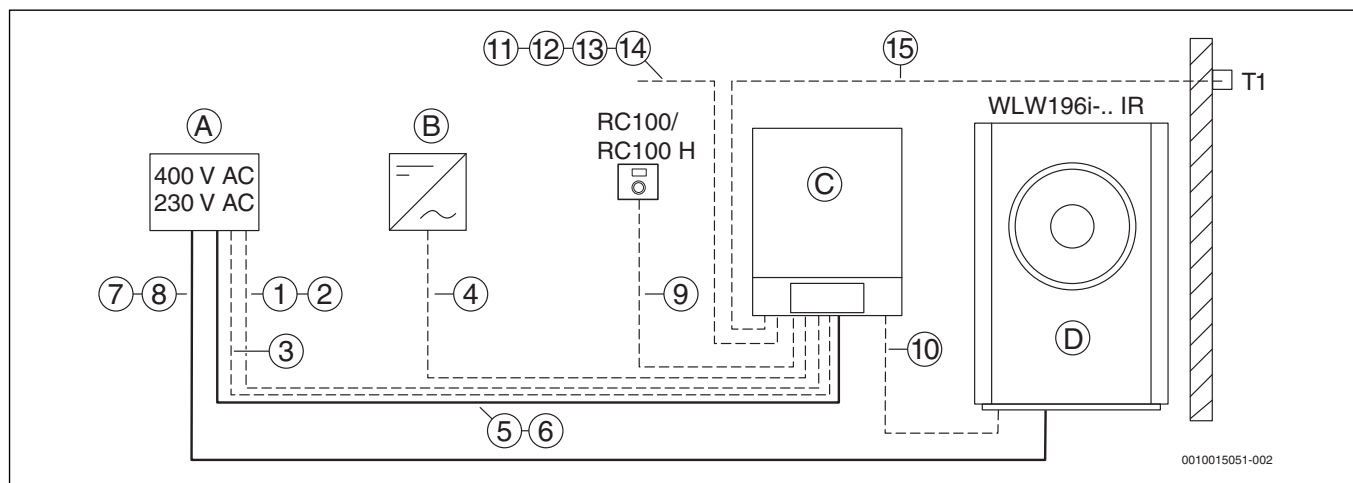 11 12 13 14
15
T1
A
B
RC100/
RC100 H
WLW196i-.. IR
400 V AC
230 V AC
C
7 8
1 2
4
9
3
10
D
5 6
0010015051-002